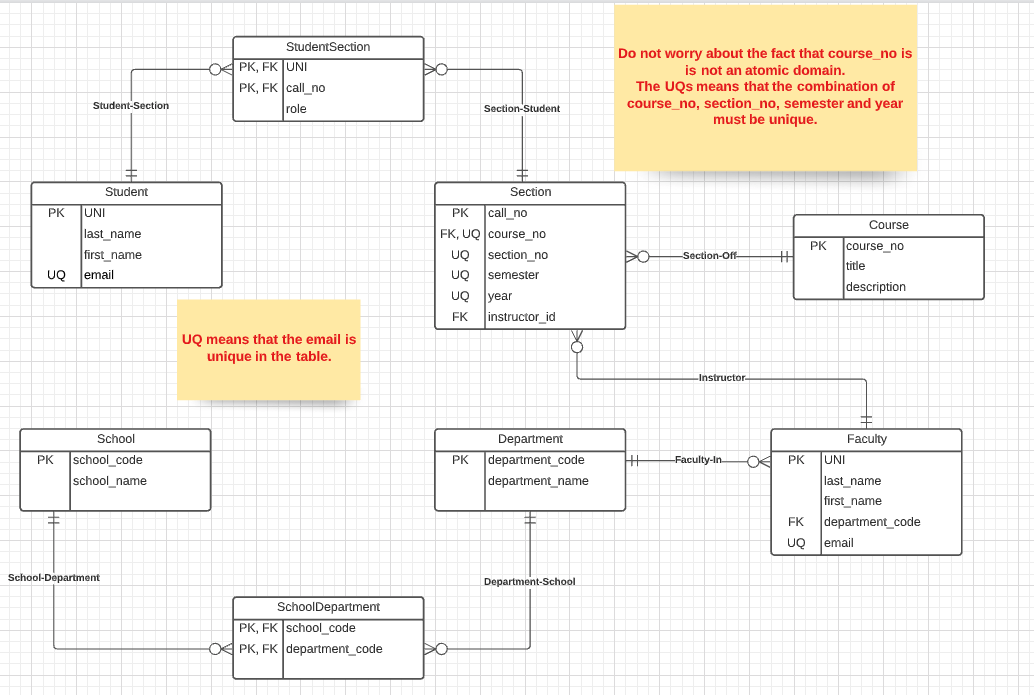 StudentSection
PK, FK UNI
PK, FK call_no
role
Student-Section
Section-Student
Do not worry about the fact that course_no is
is not an atomic domain.
The UQs means that the combination of
course_no, section_no, semester and year
must be unique.
Student
PK UNI
last_name
first_name
UQ email
Section
PK call_no
FK, UQ course_no
UQ section_no
UQ semester
UQ year
FK instructor_id
Section-Off
Course
PK course_no
title
description
UQ means that the email is
unique in the table.
Instructor
School
PK school_code
school_name
Department
PK department_code
department_name
Faculty-In
Faculty
PK UNI
last_name
first_name
FK department_code
UQ email
School-Department
Department-School
SchoolDepartment
PK, FK school_code
PK, FK department_code